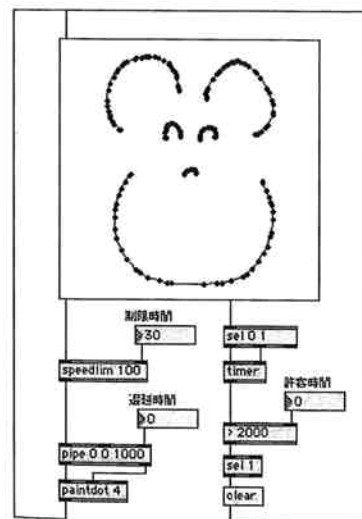 制限時間
30
sel 0 1
speedlim 100
timer
遅延時間
許容時間
0
0
pipe 0 0 1000
> 2000
paintdot 4
sel 1
clear